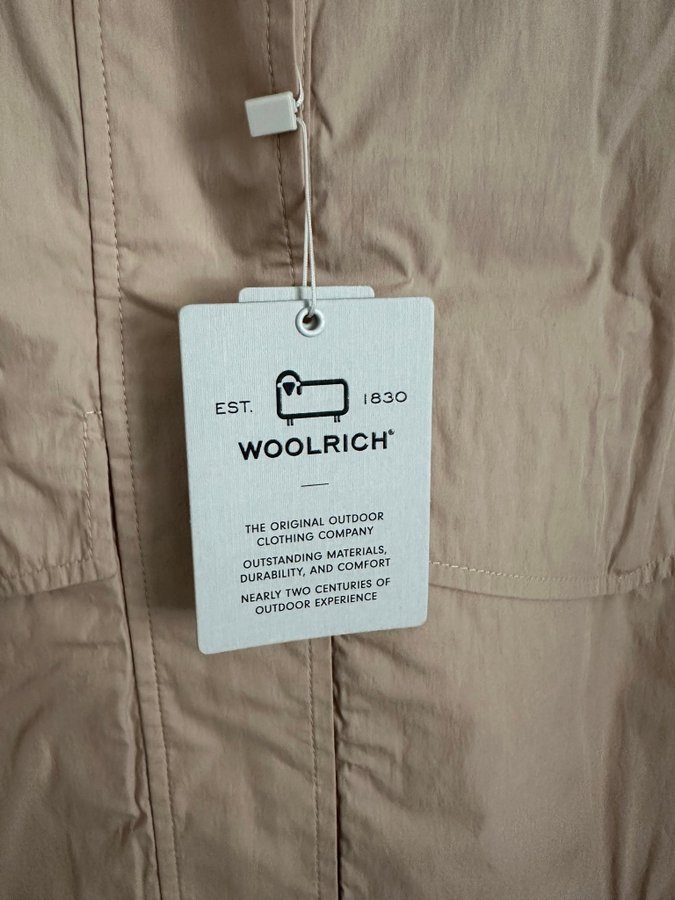 EST. 1830
WOOLRICH®
THE ORIGINAL OUTDOOR
CLOTHING COMPANY
OUTSTANDING MATERIALS,
DURABILITY, AND COMFORT
NEARLY TWO CENTURIES OF
OUTDOOR EXPERIENCE